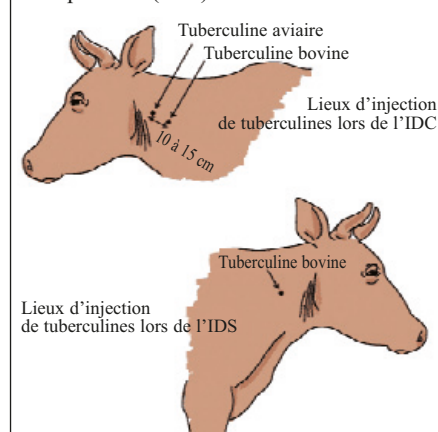 Tuberculine aviaire
Tuberculine bovine
Lieux d'injection
de tuberculines lors de l'IDC
10 à 15 cm
Tuberculine bovine
Lieux d'injection
de tuberculines lors de l'IDS